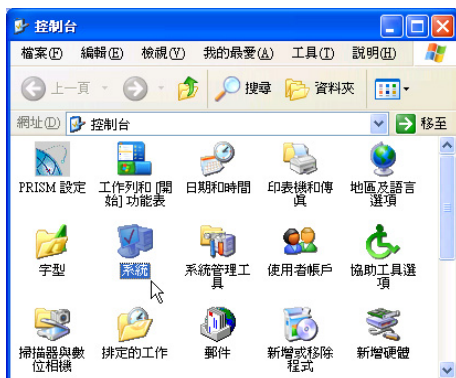 控制台
檔案(F) 編輯(E) 檢視(V) 我的最愛(A) 工具(T) 說明(H)
上一頁 搜尋 資料夾
網址(D) 控制台 移至
PRISM 設定 工作列和 [開 日期和時間 印表機和傳 地區及語言
始] 功能表 真 選項
字型 系統 系統管理工 使用者帳戶 協助工具選
具 項
掃描器與數 排定的工作 郵件 新增或移除 新增硬體
位相機 程式